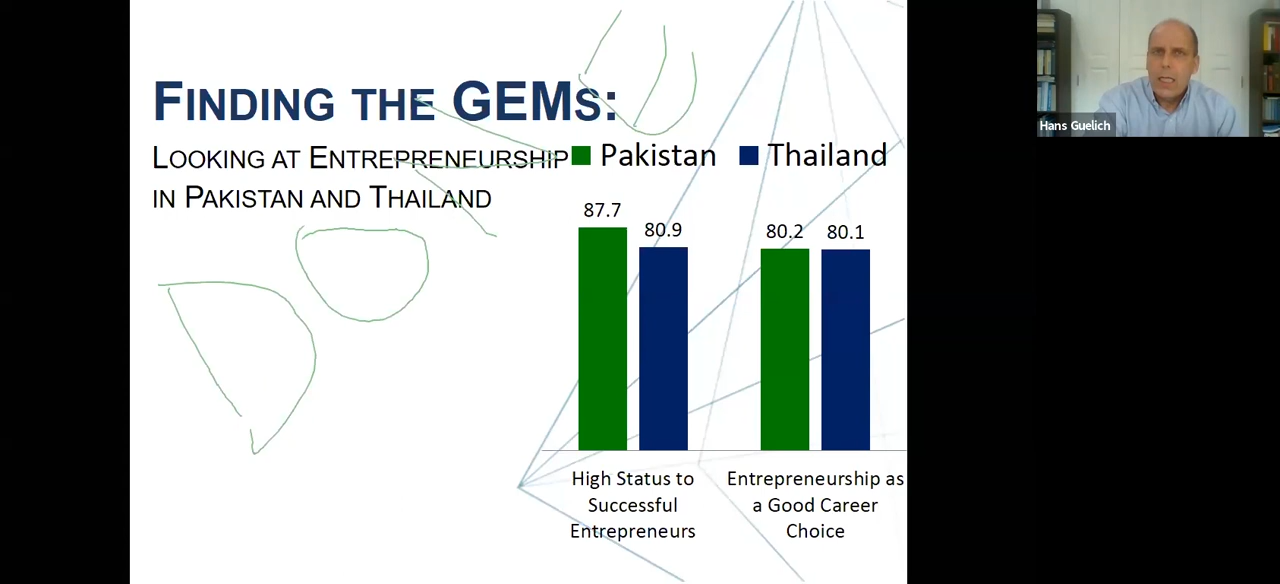 FINDING THE GEMS:
LOOKING AT ENTREPRENEURSHIP
IN PAKISTAN AND THAILAND
Pakistan Thailand
87.7
80.9
80.2
80.1
High Status to
Successful
Entrepreneurs
Entrepreneurship as
a Good Career
Choice
Hans Guelich